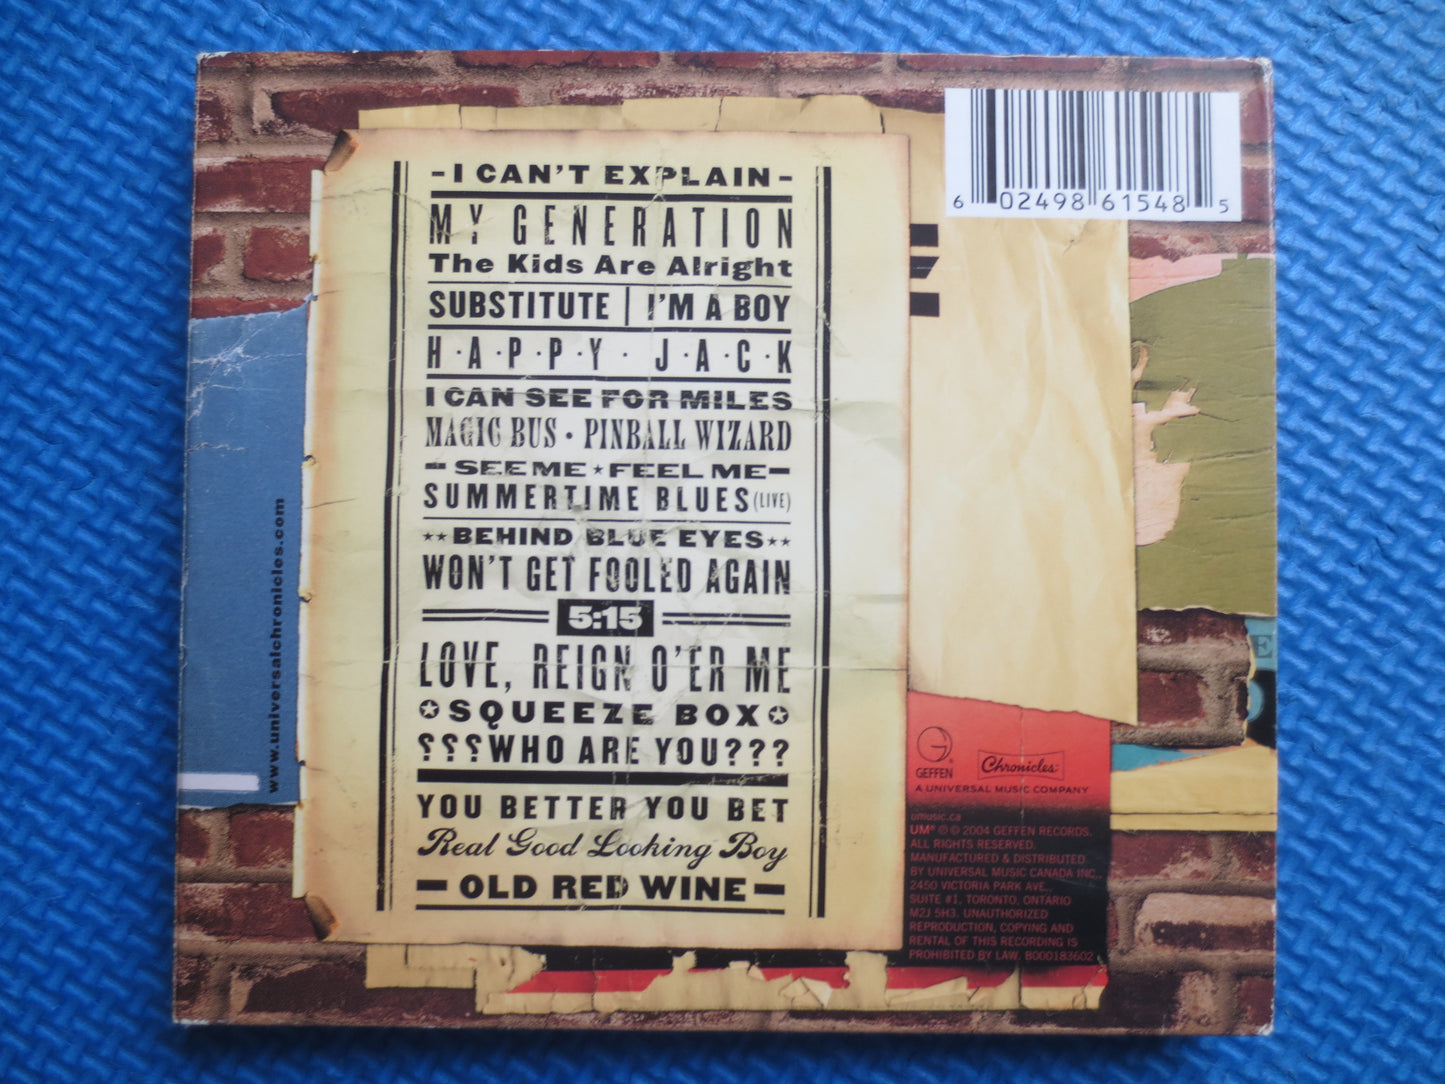 - I CAN'T EXPLAIN -
MY GENERATION
The Kids Are Alright
SUBSTITUTE | I'M A BOY
H·A·P·P·Y· J·A·C·K
I CAN SEE FOR MILES
MAGIC BUS · PINBALL WIZARD
SEE ME ★ FEEL ME
SUMMERTIME BLUES (LIVE)
★★ BEHIND BLUE EYES ★★
WON'T GET FOOLED AGAIN
5:15
LOVE, REIGN O'ER ME
✪ SQUEEZE BOX ✪
???WHO ARE YOU???
YOU BETTER YOU BET
Real Good Looking Boy
OLD RED WINE
www.universalchronicles.com
6 02498 61548 5
E
E
G
GEFFEN
Chronicles
A UNIVERSAL MUSIC COMPANY
umusic.ca
UM® ℗ © 2004 GEFFEN RECORDS.
ALL RIGHTS RESERVED.
MANUFACTURED & DISTRIBUTED
BY UNIVERSAL MUSIC CANADA INC.,
2450 VICTORIA PARK AVE.,
SUITE #1, TORONTO, ONTARIO
M2J 5H3. UNAUTHORIZED
REPRODUCTION, COPYING AND
RENTAL OF THIS RECORDING IS
PROHIBITED BY LAW. B000183602